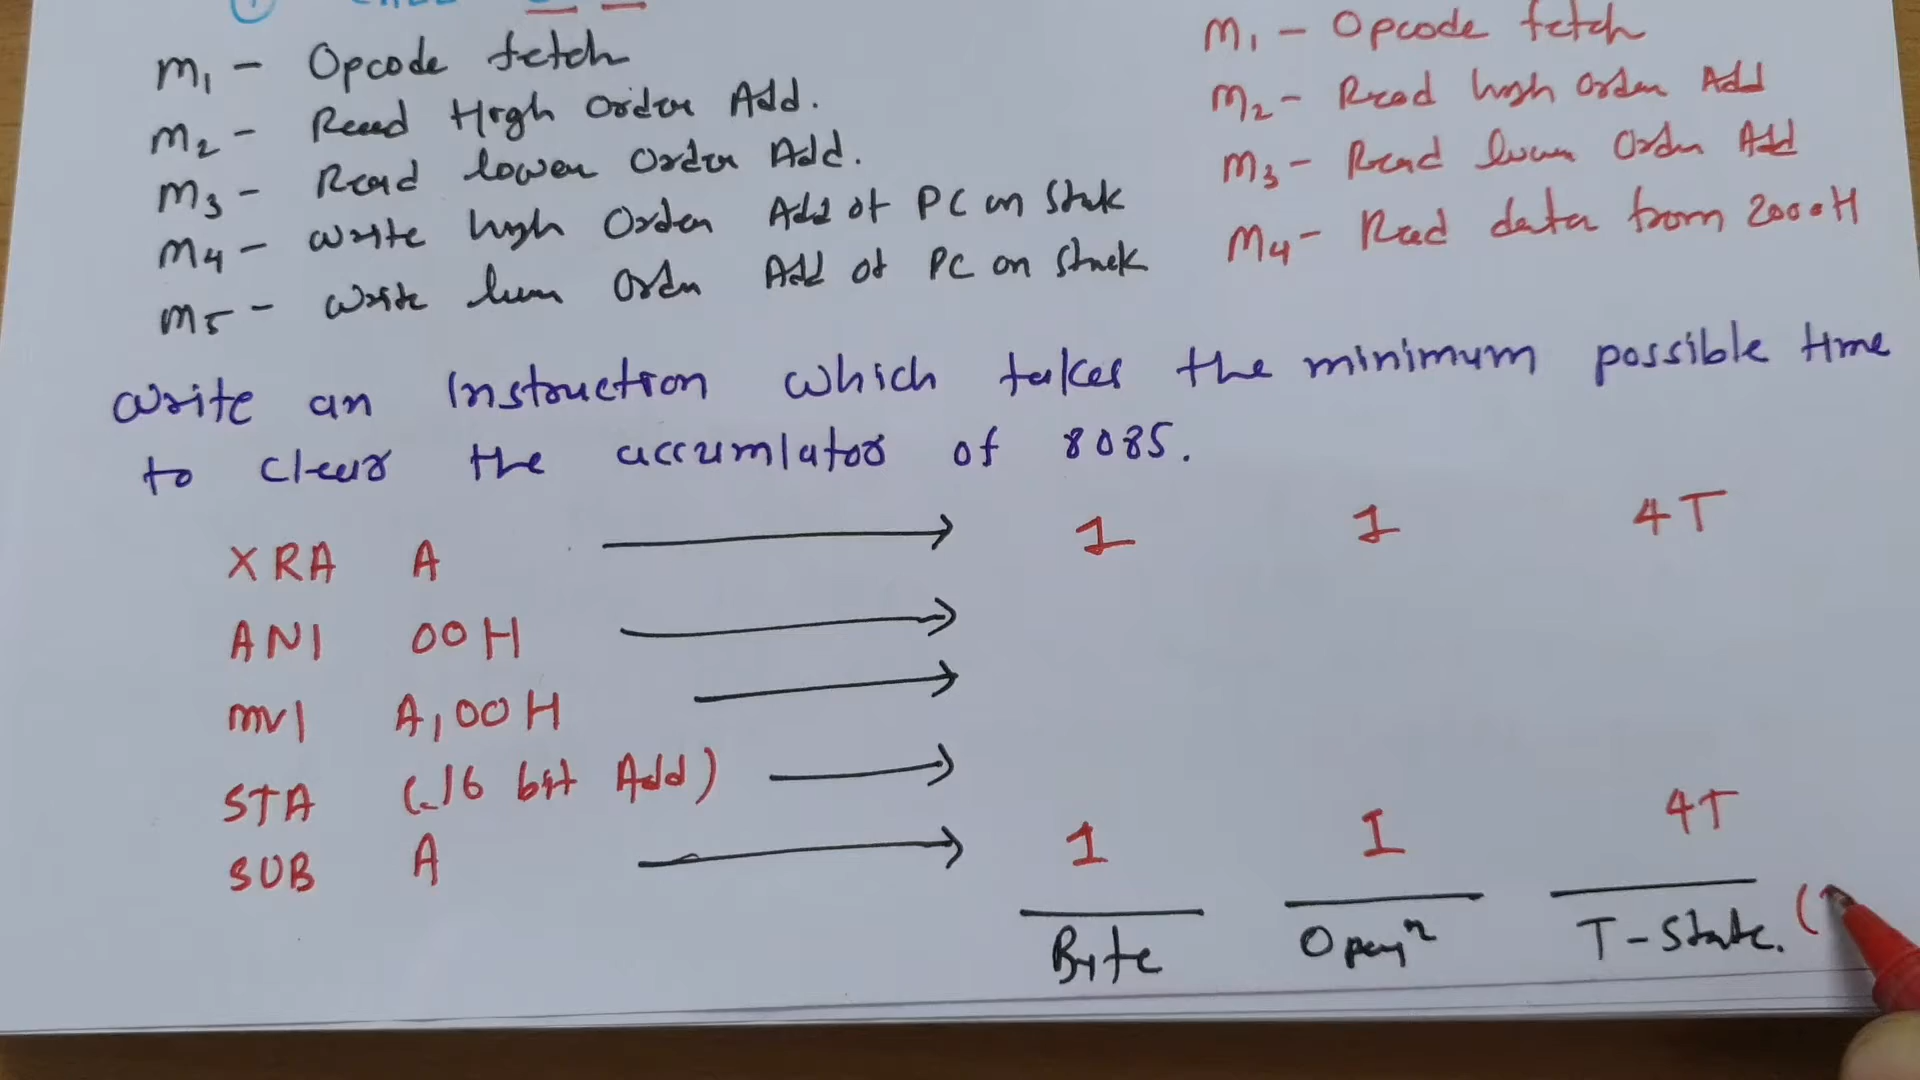 M1 - Opcode fetch
M2 - Read High Order Add.
M3 - Read lower Order Add.
M4 - write high Order Add of PC on Stak
M5 - write lower Order Add of PC on Stack
M1 - Opcode fetch
M2 - Read high Order Add
M3 - Read lower Order Add
M4 - Read data from 2000H
write an Instruction which takes the minimum possible time
to clear the accumlator of 8085.
XRA A → 1 1 4T
ANI 00H →
MVI A,00H →
STA (16 bit Add) →
SUB A → 1 1 4T
Byte T-State. (